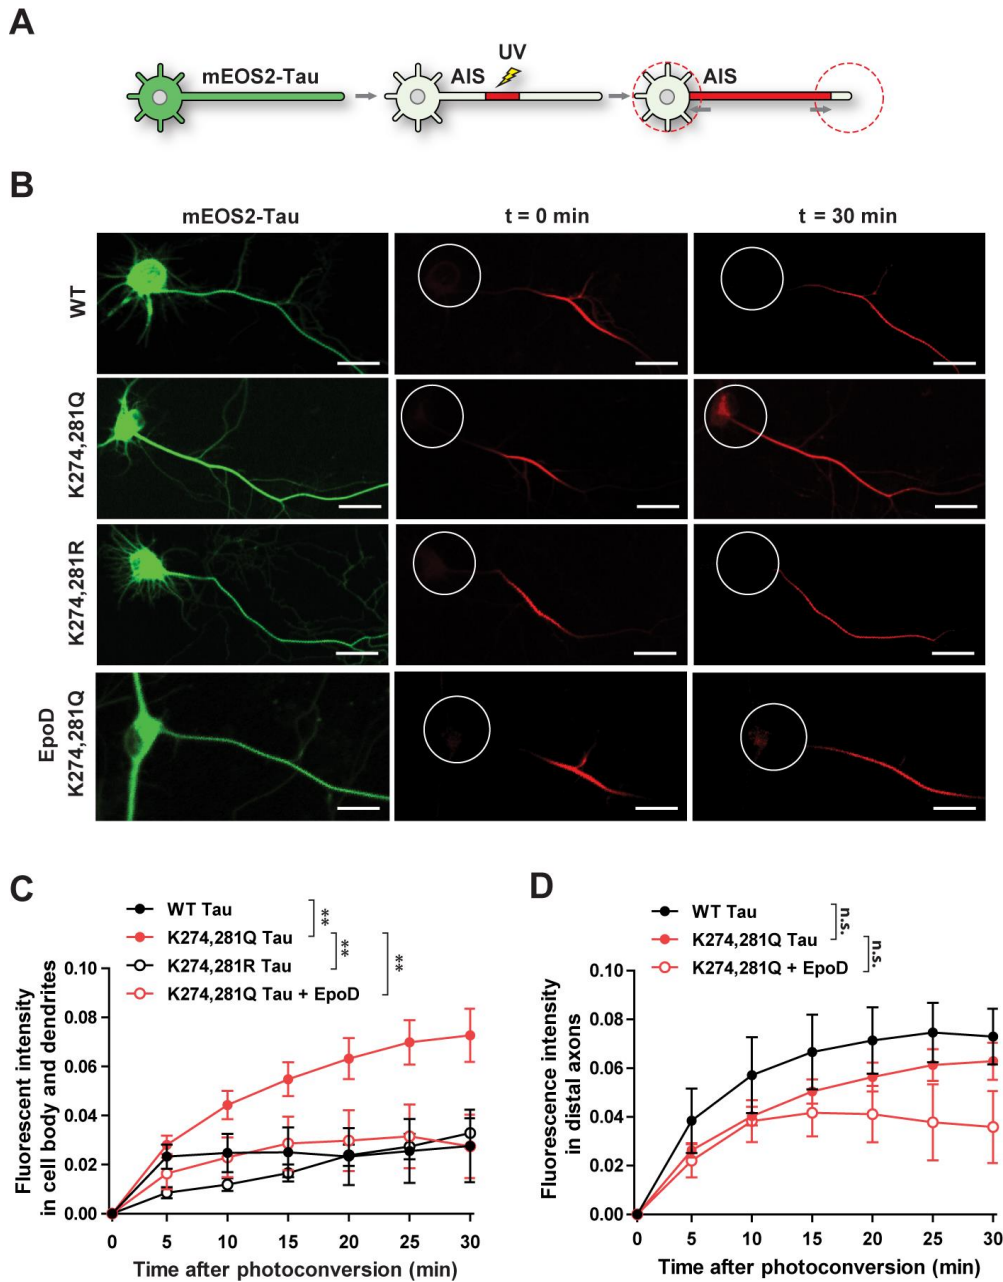 A
mEOS2-Tau
AIS
UV
AIS
B
mEOS2-Tau
t = 0 min
t = 30 min
WT
K274,281Q
K274,281R
EpoD
K274,281Q
C
WT Tau
K274,281Q Tau
K274,281R Tau
K274,281Q Tau + EpoD
**
**
**
Fluorescent intensity
in cell body and dendrites
0.10
0.08
0.06
0.04
0.02
0.00
0 5 10 15 20 25 30
Time after photoconversion (min)
D
WT Tau
K274,281Q Tau
K274,281Q + EpoD
n.s.
n.s.
Fluorescence intensity
in distal axons
0.10
0.08
0.06
0.04
0.02
0.00
0 5 10 15 20 25 30
Time after photoconversion (min)